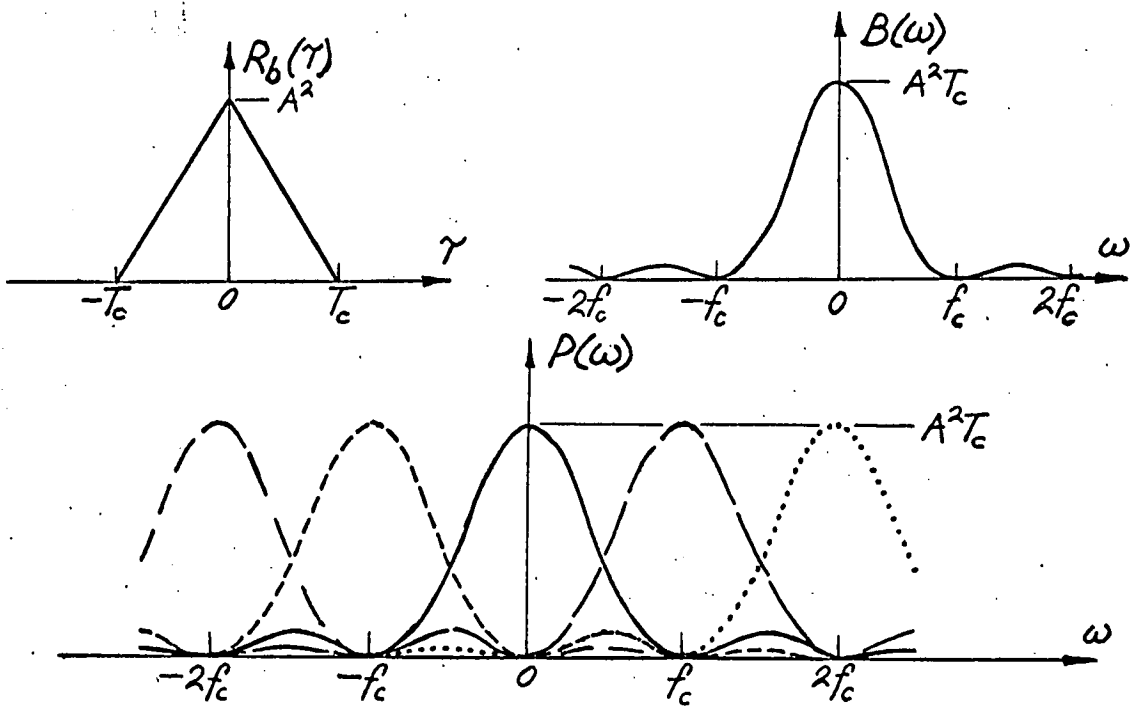 R_b(τ)
A²
τ
-T_c 0 T_c
B(ω)
A²T_c
ω
-2f_c -f_c 0 f_c 2f_c
P(ω)
A²T_c
ω
-2f_c -f_c 0 f_c 2f_c